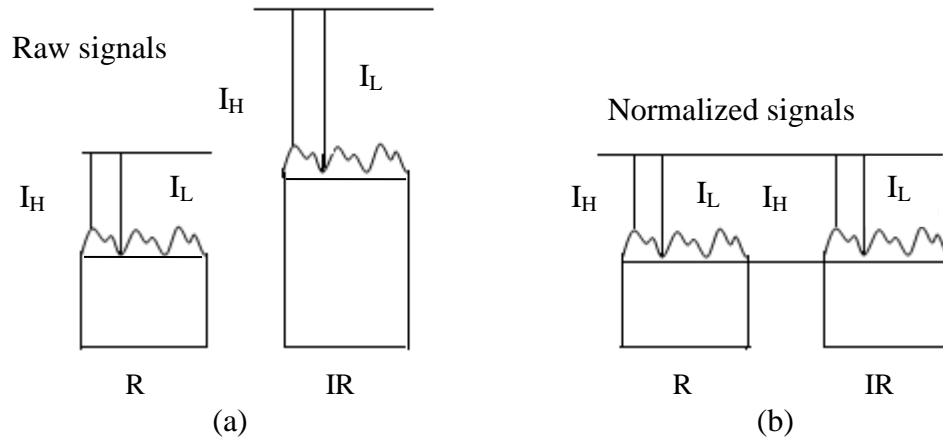 Raw signals
I_H
I_L
I_H
I_L
R
IR
(a)
Normalized signals
I_H
I_L
I_H
I_L
R
IR
(b)